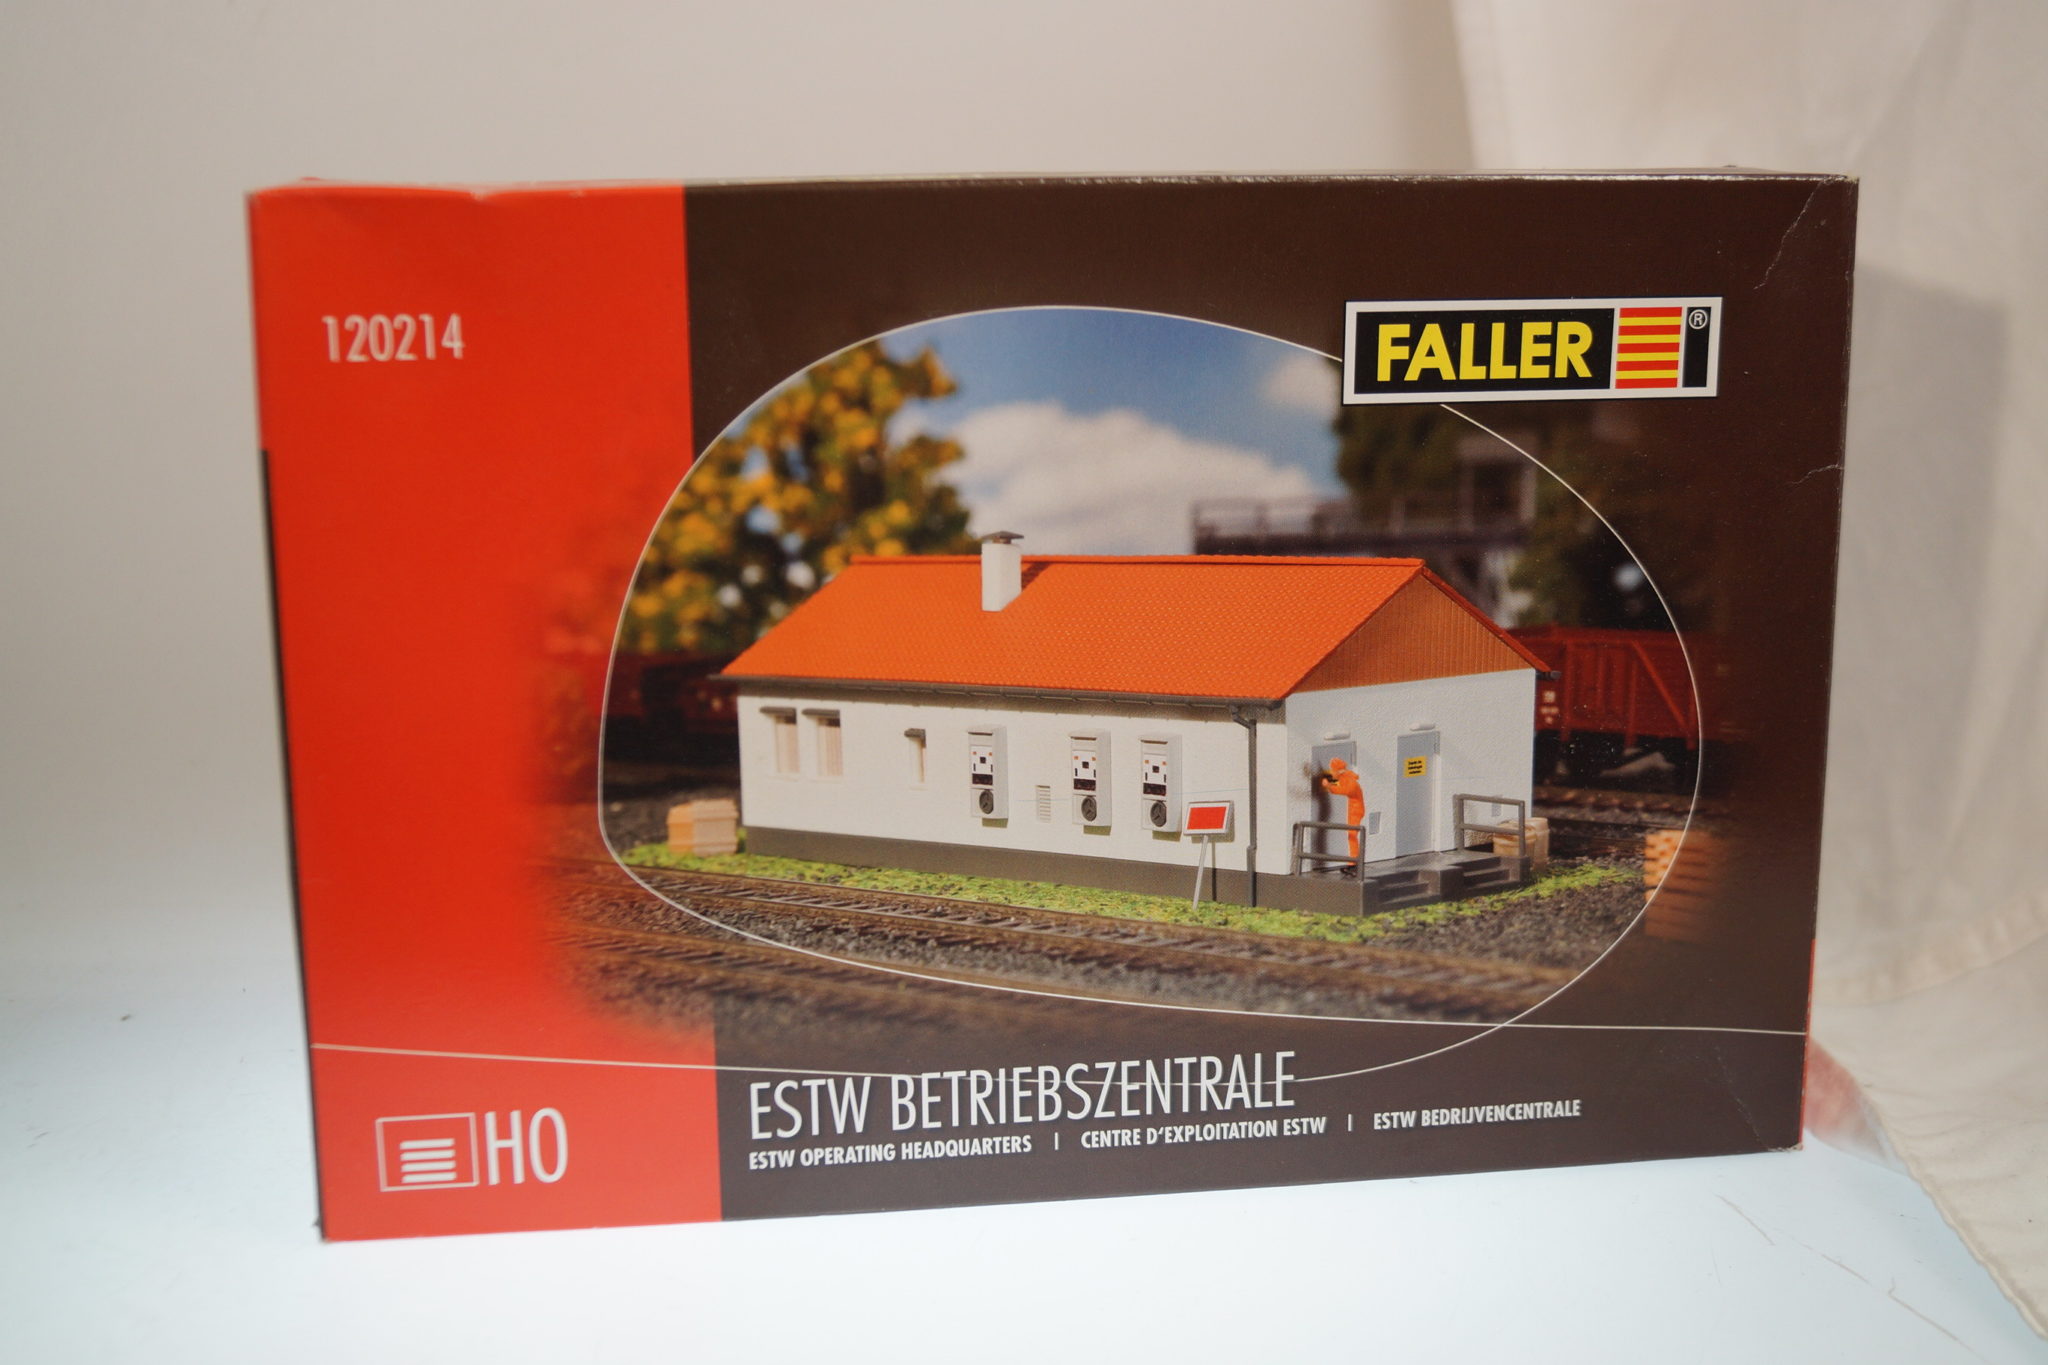 120214
FALLER ®
ESTW BETRIEBSZENTRALE
ESTW OPERATING HEADQUARTERS | CENTRE D'EXPLOITATION ESTW | ESTW BEDRIJVENCENTRALE
HO